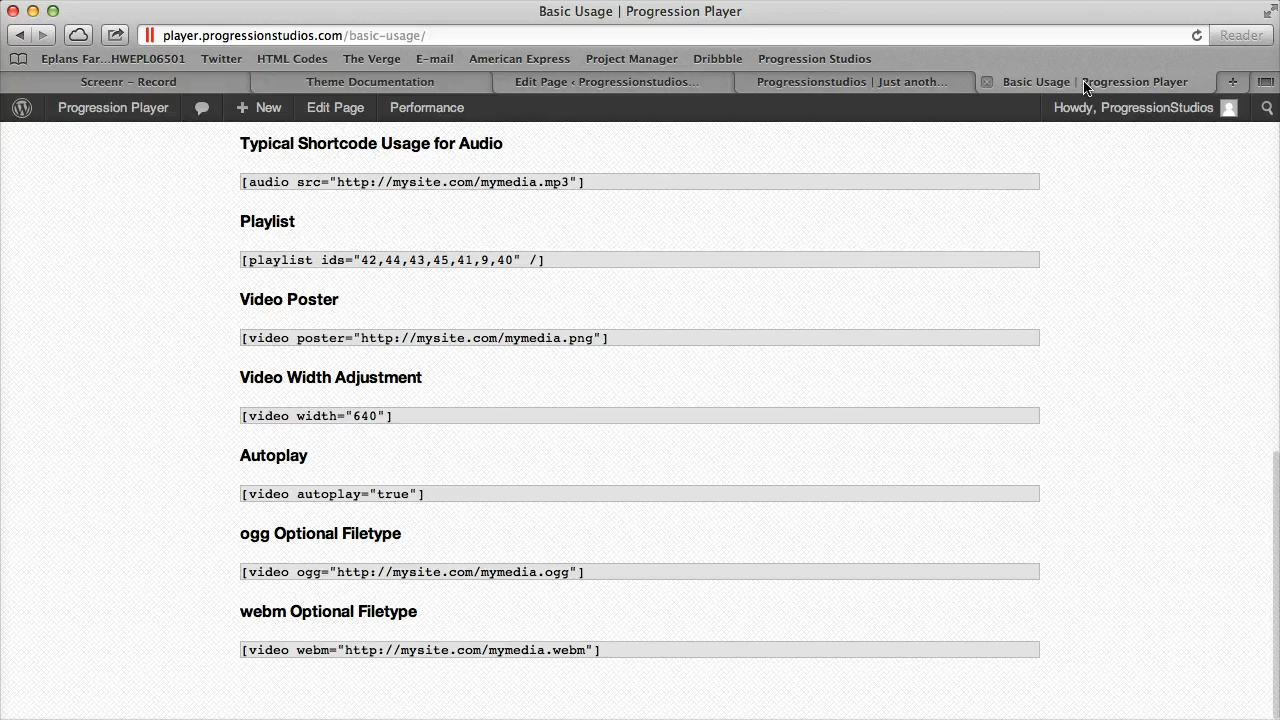 Basic Usage | Progression Player
player.progressionstudios.com/basic-usage/
Reader
Eplans Far...HWEPL06501 Twitter HTML Codes The Verge E-mail American Express Project Manager Dribbble Progression Studios
Screenr - Record Theme Documentation Edit Page ‹ Progressionstudios... Progressionstudios | Just anoth... Basic Usage | Progression Player +
Progression Player + New Edit Page Performance Howdy, ProgressionStudios
Typical Shortcode Usage for Audio
[audio src="http://mysite.com/mymedia.mp3"]
Playlist
[playlist ids="42,44,43,45,41,9,40" /]
Video Poster
[video poster="http://mysite.com/mymedia.png"]
Video Width Adjustment
[video width="640"]
Autoplay
[video autoplay="true"]
ogg Optional Filetype
[video ogg="http://mysite.com/mymedia.ogg"]
webm Optional Filetype
[video webm="http://mysite.com/mymedia.webm"]